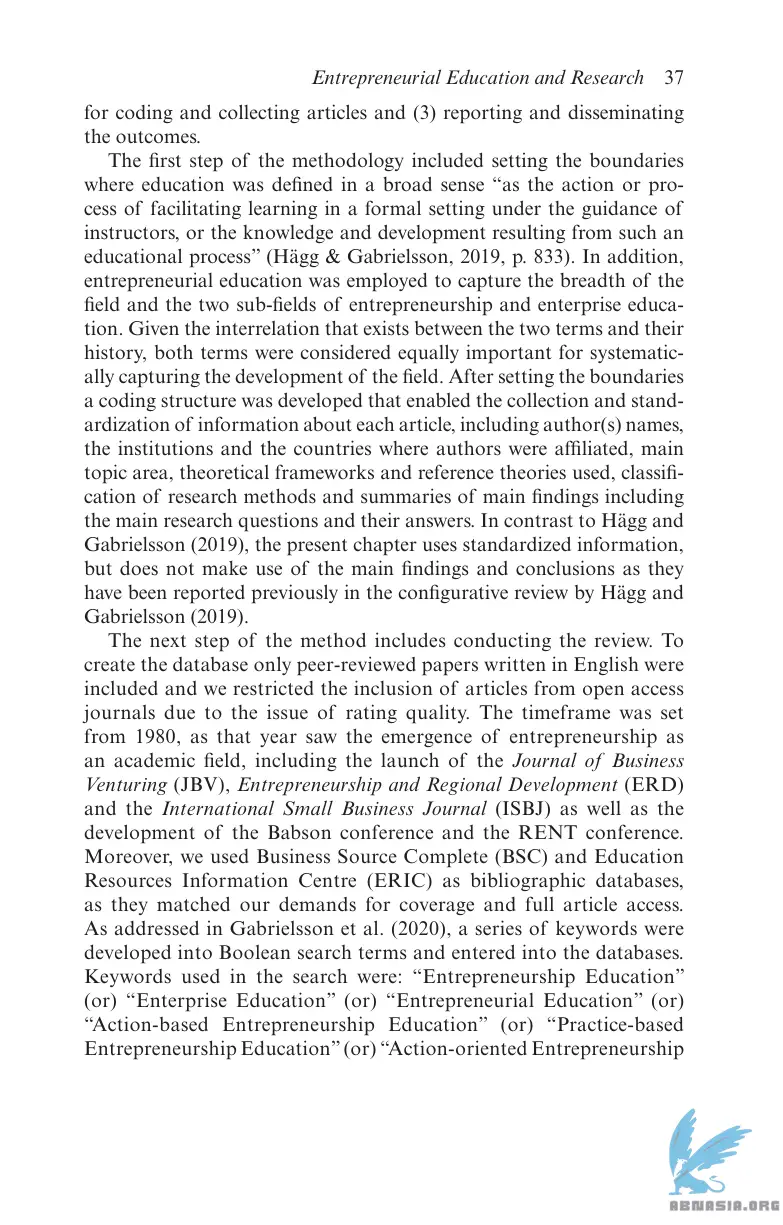 Entrepreneurial Education and Research 37
for coding and collecting articles and (3) reporting and disseminating
the outcomes.
The first step of the methodology included setting the boundaries
where education was defined in a broad sense “as the action or pro-
cess of facilitating learning in a formal setting under the guidance of
instructors, or the knowledge and development resulting from such an
educational process” (Hägg & Gabrielsson, 2019, p. 833). In addition,
entrepreneurial education was employed to capture the breadth of the
field and the two sub-fields of entrepreneurship and enterprise educa-
tion. Given the interrelation that exists between the two terms and their
history, both terms were considered equally important for systematic-
ally capturing the development of the field. After setting the boundaries
a coding structure was developed that enabled the collection and stand-
ardization of information about each article, including author(s) names,
the institutions and the countries where authors were affiliated, main
topic area, theoretical frameworks and reference theories used, classifi-
cation of research methods and summaries of main findings including
the main research questions and their answers. In contrast to Hägg and
Gabrielsson (2019), the present chapter uses standardized information,
but does not make use of the main findings and conclusions as they
have been reported previously in the configurative review by Hägg and
Gabrielsson (2019).
The next step of the method includes conducting the review. To
create the database only peer-reviewed papers written in English were
included and we restricted the inclusion of articles from open access
journals due to the issue of rating quality. The timeframe was set
from 1980, as that year saw the emergence of entrepreneurship as
an academic field, including the launch of the Journal of Business
Venturing (JBV), Entrepreneurship and Regional Development (ERD)
and the International Small Business Journal (ISBJ) as well as the
development of the Babson conference and the RENT conference.
Moreover, we used Business Source Complete (BSC) and Education
Resources Information Centre (ERIC) as bibliographic databases,
as they matched our demands for coverage and full article access.
As addressed in Gabrielsson et al. (2020), a series of keywords were
developed into Boolean search terms and entered into the databases.
Keywords used in the search were: “Entrepreneurship Education”
(or) “Enterprise Education” (or) “Entrepreneurial Education” (or)
“Action-based Entrepreneurship Education” (or) “Practice-based
Entrepreneurship Education” (or) “Action-oriented Entrepreneurship
ABNASIA.ORG